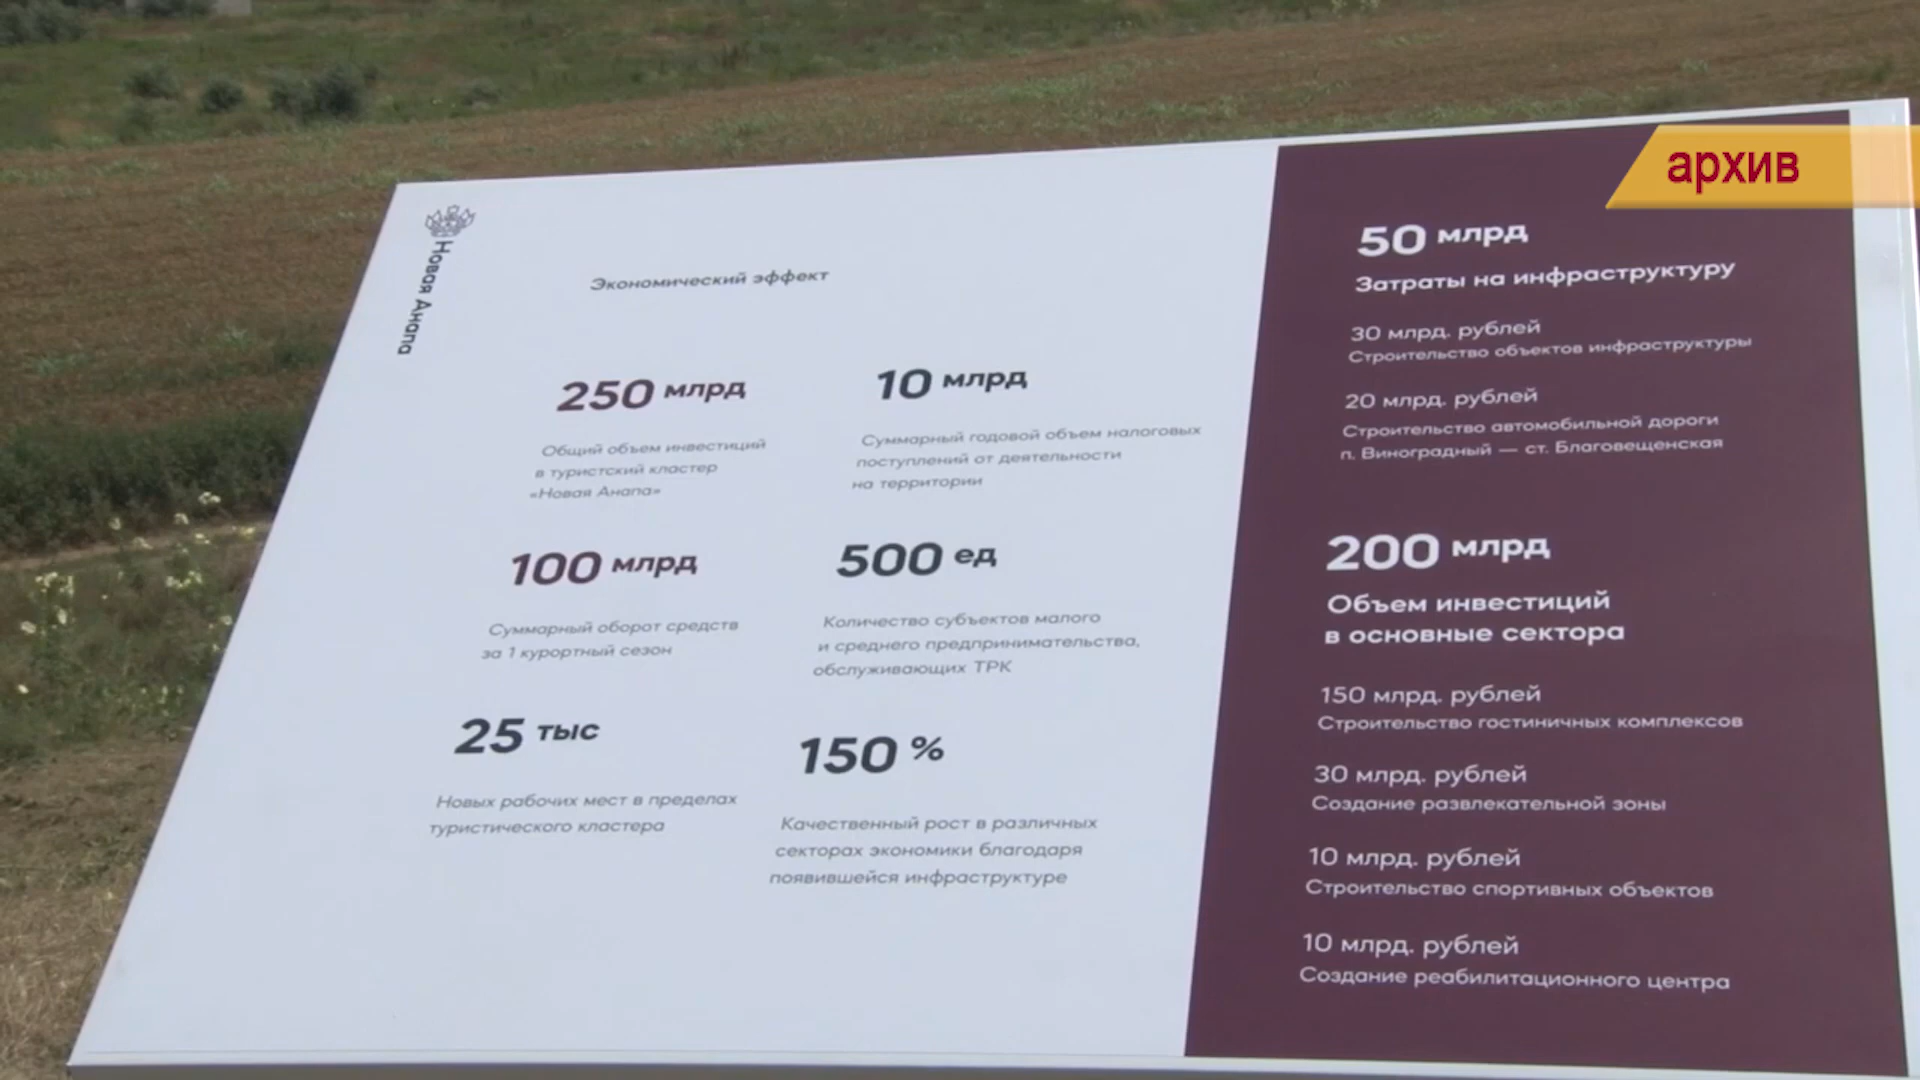 архив
Новая Анапа
Экономический эффект
250 млрд
Общий объем инвестиций
в туристский кластер
«Новая Анапа»
10 млрд
Суммарный годовой объем налоговых
поступлений от деятельности
на территории
100 млрд
Суммарный оборот средств
за 1 курортный сезон
500 ед
Количество субъектов малого
и среднего предпринимательства,
обслуживающих ТРК
25 тыс
Новых рабочих мест в пределах
туристического кластера
150 %
Качественный рост в различных
секторах экономики благодаря
появившейся инфраструктуре
50 млрд
Затраты на инфраструктуру
30 млрд. рублей
Строительство объектов инфраструктуры
20 млрд. рублей
Строительство автомобильной дороги
п. Виноградный — ст. Благовещенская
200 млрд
Объем инвестиций
в основные сектора
150 млрд. рублей
Строительство гостиничных комплексов
30 млрд. рублей
Создание развлекательной зоны
10 млрд. рублей
Строительство спортивных объектов
10 млрд. рублей
Создание реабилитационного центра